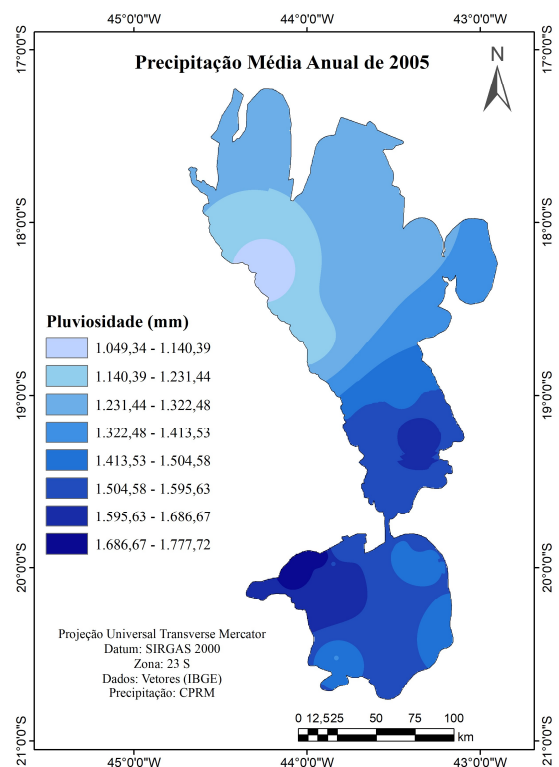 45°0'0"S 44°0'0"W 43°0'0"W
17°0'0"S 17°0'0"S
Precipitação Média Anual de 2005
N
18°0'0"S 18°0'0"S
Pluviosidade (mm)
1.049,34 - 1.140,39
1.140,39 - 1.231,44
1.231,44 - 1.322,48
1.322,48 - 1.413,53
1.413,53 - 1.504,58
1.504,58 - 1.595,63
1.595,63 - 1.686,67
1.686,67 - 1.777,72
19°0'0"S 19°0'0"S
20°0'0"S 20°0'0"S
Projeção Universal Transverse Mercator
Datum: SIRGAS 2000
Zona: 23 S
Dados: Vetores (IBGE)
Precipitação: CPRM
0 12,525 50 75 100
km
21°0'0"S 21°0'0"S
45°0'0"W 44°0'0"W 43°0'0"W